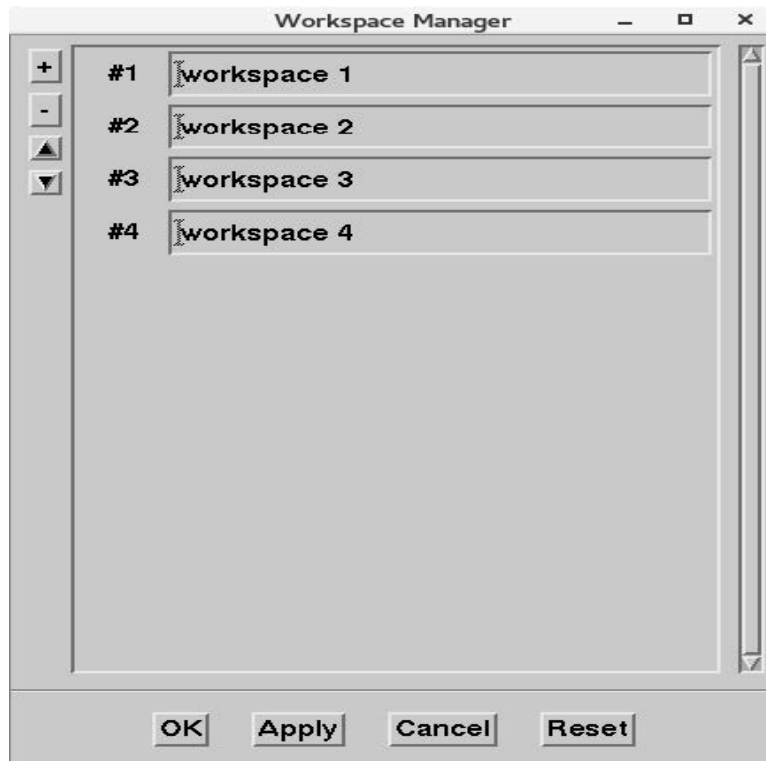 Workspace Manager
+
-
#1 workspace 1
#2 workspace 2
#3 workspace 3
#4 workspace 4
OK Apply Cancel Reset